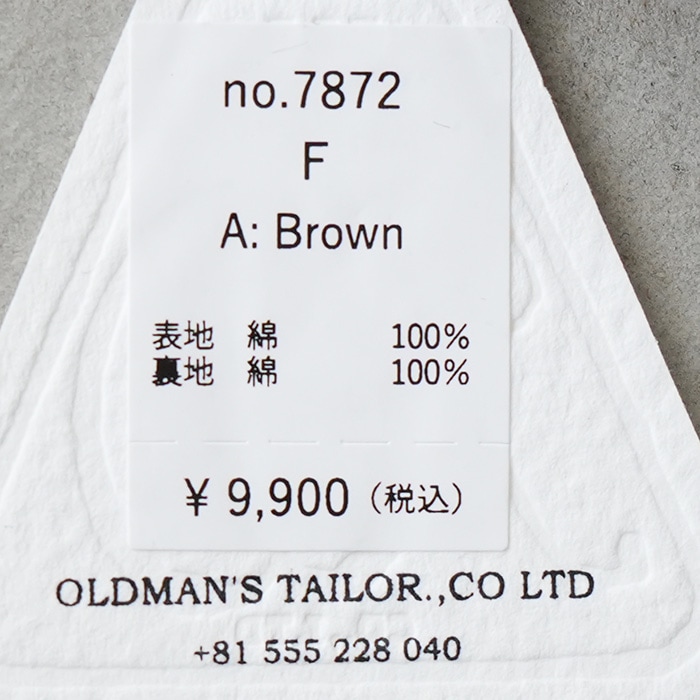 no.7872
F
A: Brown
表地 綿 100%
裏地 綿 100%
¥ 9,900 (税込)
OLDMAN'S TAILOR.,CO LTD
+81 555 228 040